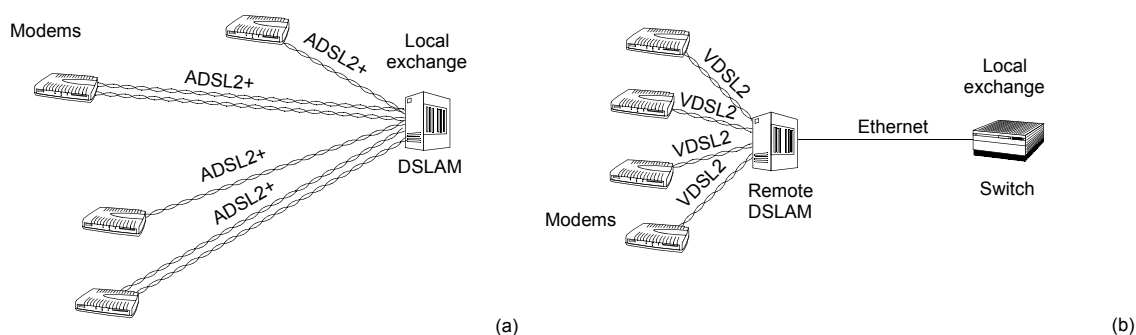 Modems
ADSL2+
Local
exchange
ADSL2+
ADSL2+
ADSL2+
DSLAM
(a)
VDSL2
VDSL2
VDSL2
VDSL2
Modems
Remote
DSLAM
Ethernet
Local
exchange
Switch
(b)